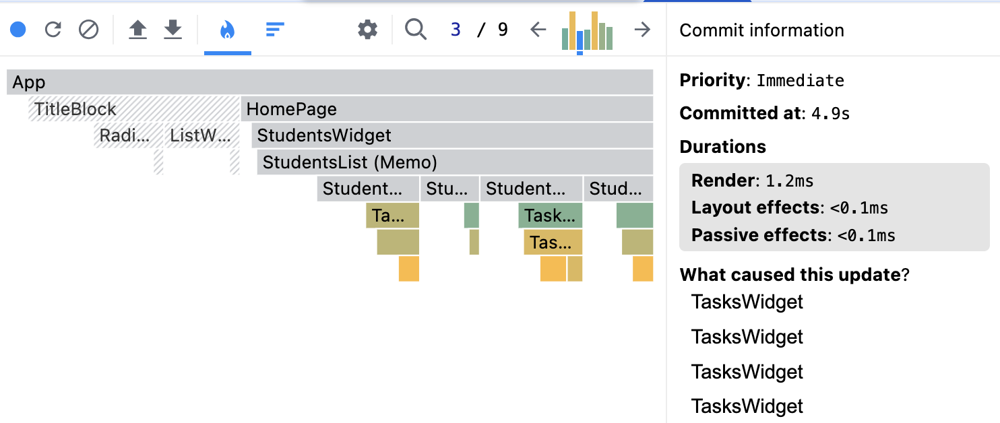 3 / 9
Commit information
App
TitleBlock
HomePage
Radi...
ListW...
StudentsWidget
StudentsList (Memo)
Student...
Stu...
Student...
Stud...
Ta...
Task...
Tas...
Priority: Immediate
Committed at: 4.9s
Durations
Render: 1.2ms
Layout effects: <0.1ms
Passive effects: <0.1ms
What caused this update?
TasksWidget
TasksWidget
TasksWidget
TasksWidget